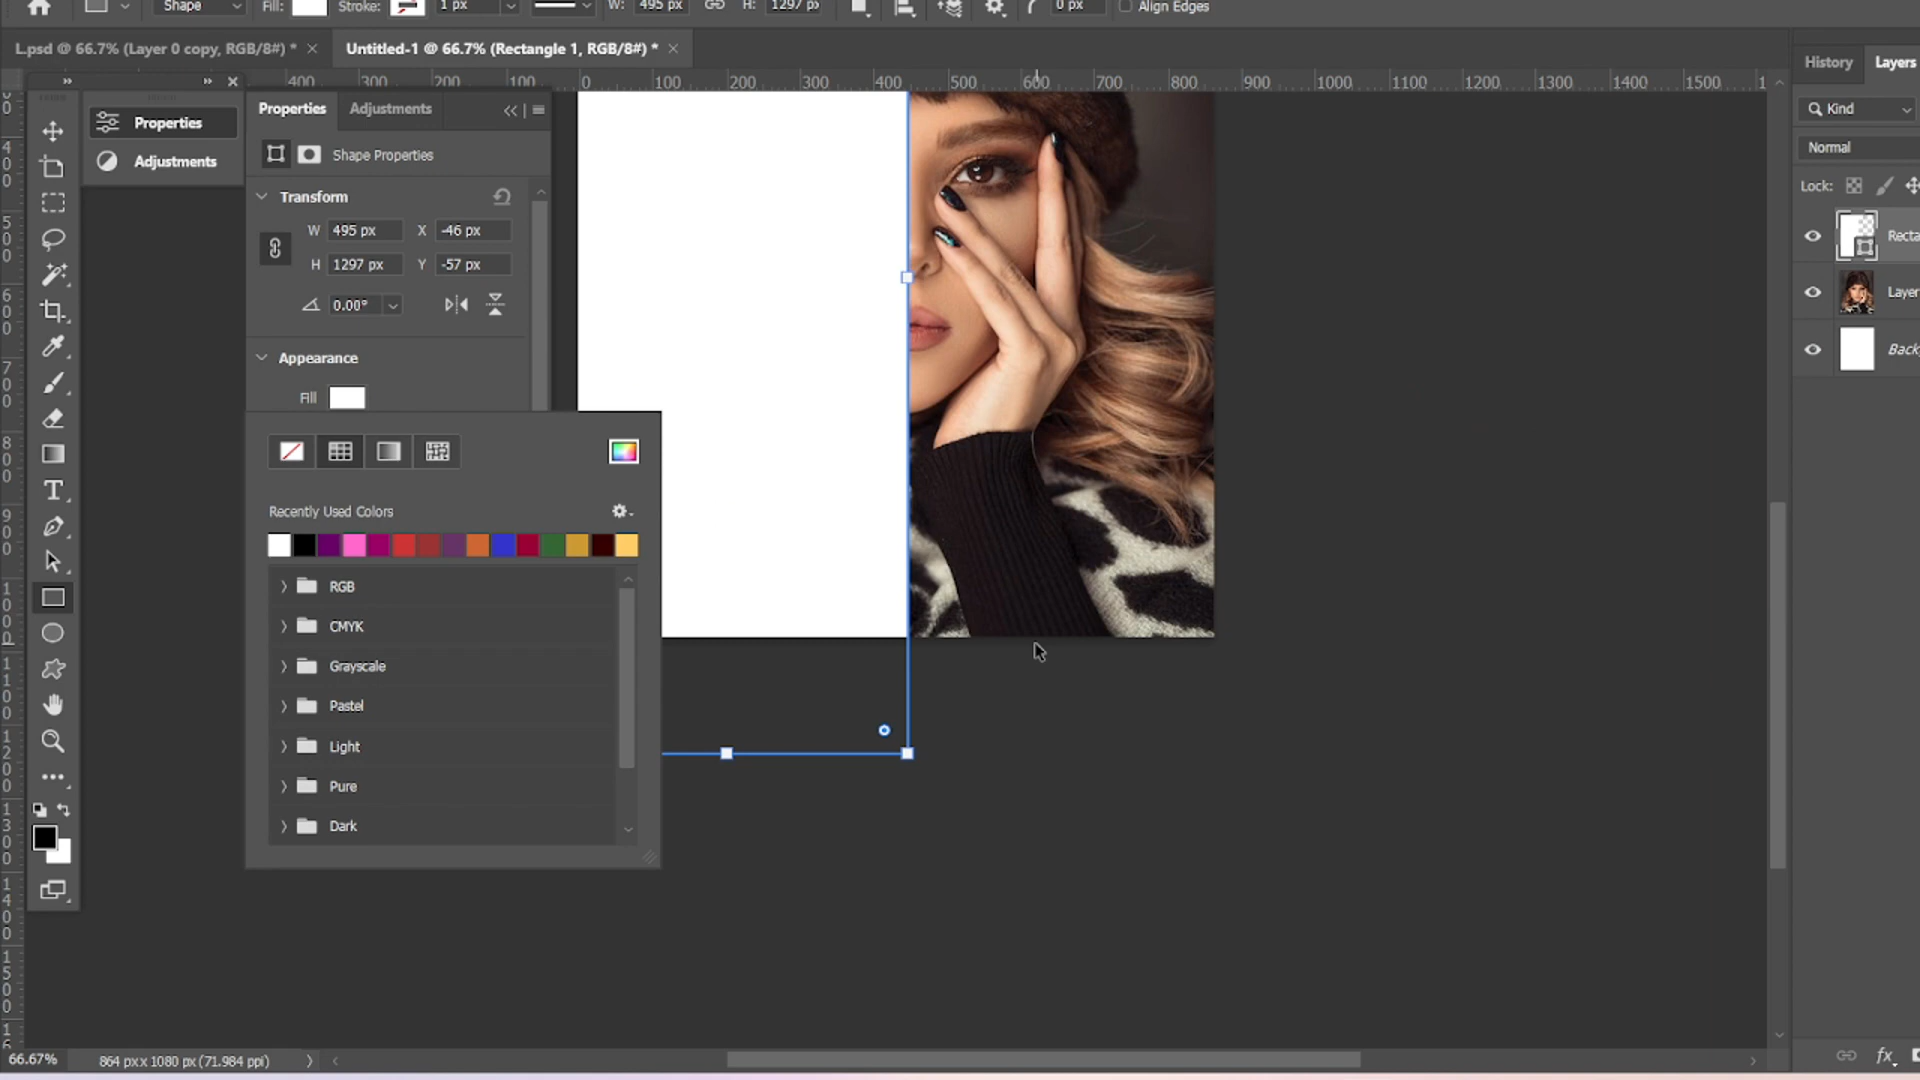 Shape Fill: Stroke: 1 px W: 495 px H: 1297 px 0 px Align Edges
L.psd @ 66.7% (Layer 0 copy, RGB/8#) * Untitled-1 @ 66.7% (Rectangle 1, RGB/8#) *
History Layers
400 300 200 100 0 100 200 300 400 500 600 700 800 900 1000 1100 1200 1300 1400 1500
Properties
Adjustments
Properties Adjustments
Shape Properties
Transform
W 495 px X -46 px
H 1297 px Y -57 px
0.00°
Appearance
Fill
Recently Used Colors
RGB
CMYK
Grayscale
Pastel
Light
Pure
Dark
Kind
Normal
Lock:
Recta
Layer
Back
fx
66.67% 864 px x 1080 px (71.984 ppi)